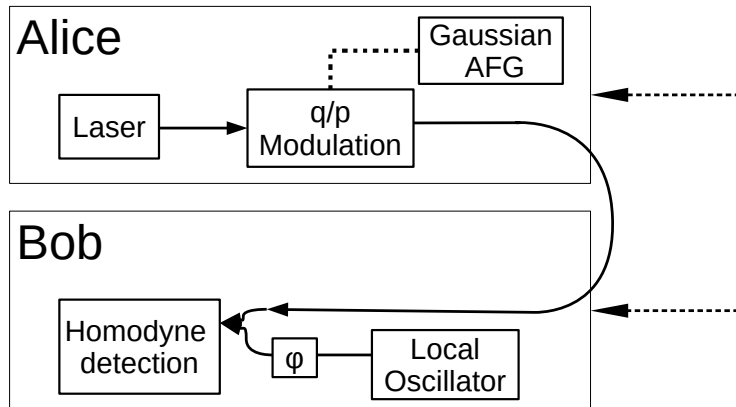 Alice
Gaussian
AFG
Laser
q/p
Modulation
Bob
Homodyne
detection
φ
Local
Oscillator